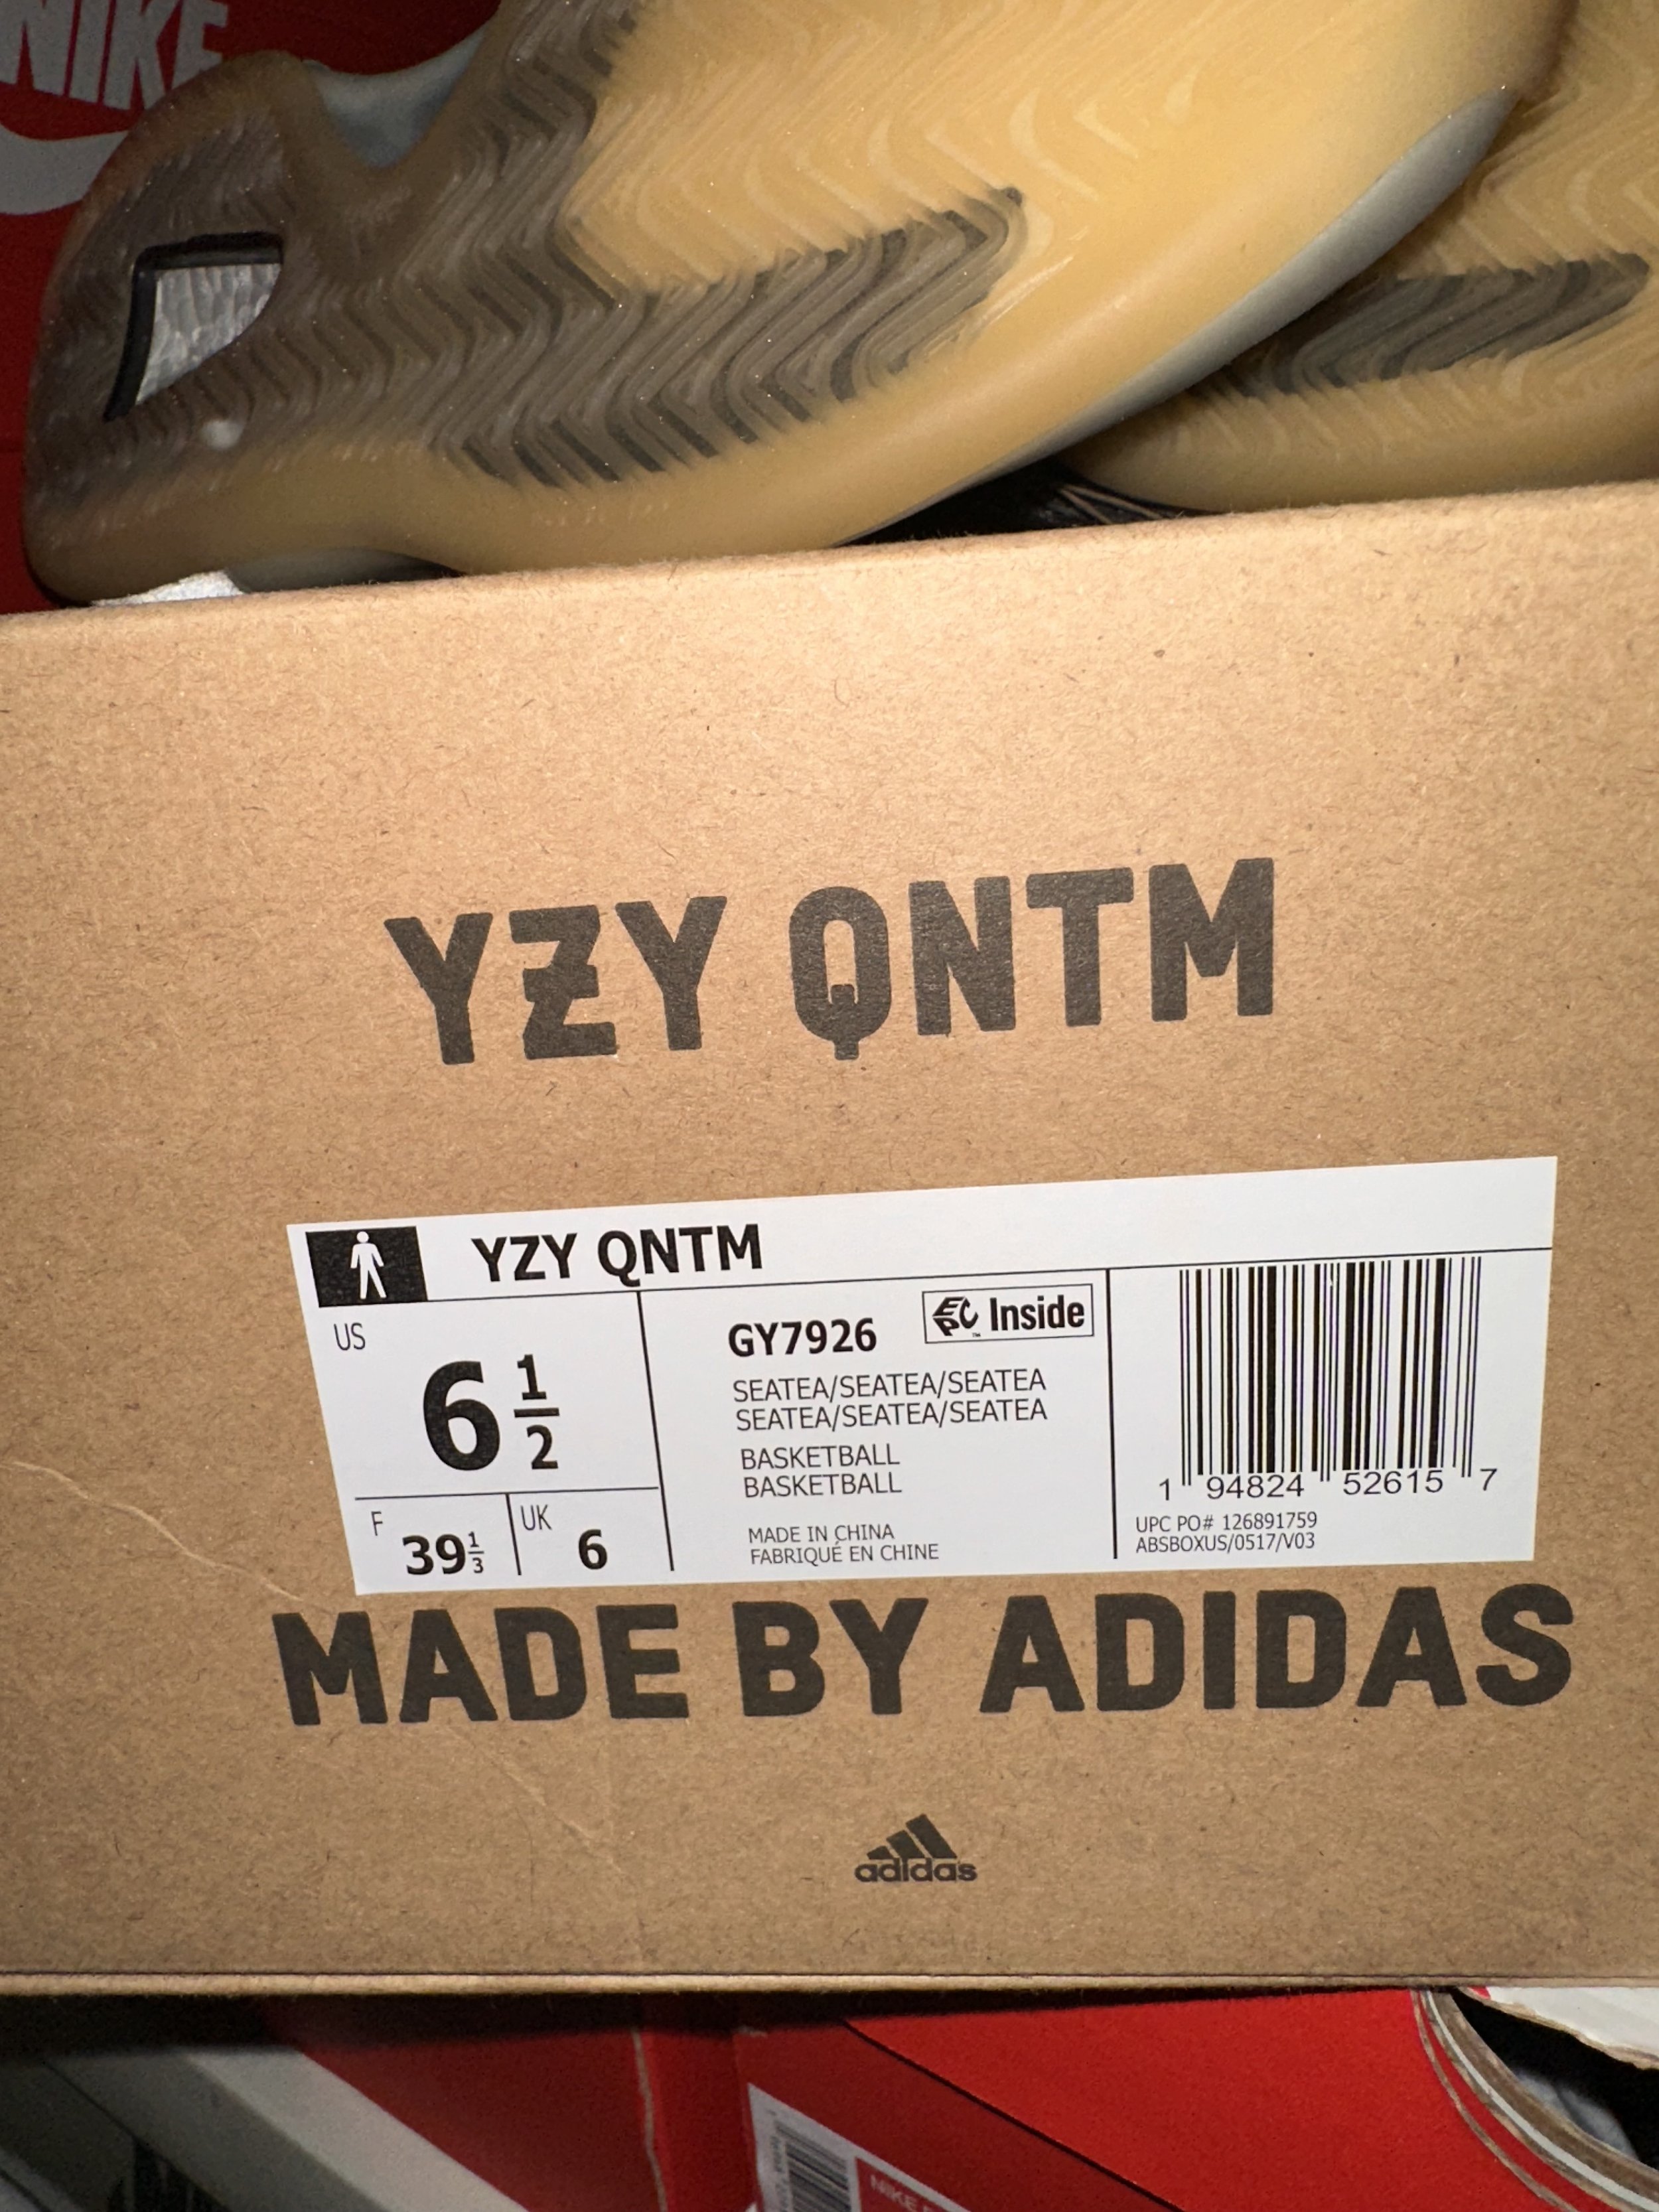 NIKE
YZY QNTM
YZY QNTM
US
6 1/2
F
39 1/3
UK
6
GY7926
EPC Inside
SEATEA/SEATEA/SEATEA
SEATEA/SEATEA/SEATEA
BASKETBALL
BASKETBALL
MADE IN CHINA
FABRIQUÉ EN CHINE
1 94824 52615 7
UPC PO# 126891759
ABSBOXUS/0517/V03
MADE BY ADIDAS
adidas
NIKE